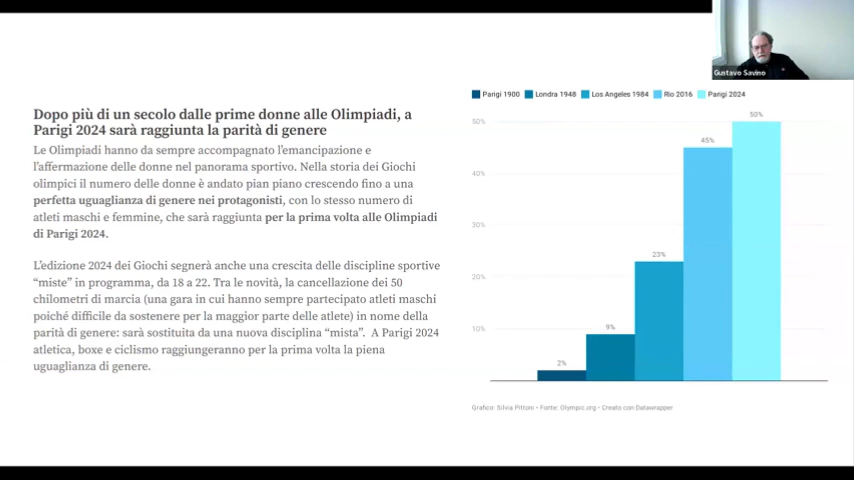 Gustavo Savino
Dopo più di un secolo dalle prime donne alle Olimpiadi, a
Parigi 2024 sarà raggiunta la parità di genere
Le Olimpiadi hanno da sempre accompagnato l'emancipazione e
l'affermazione delle donne nel panorama sportivo. Nella storia dei Giochi
olimpici il numero delle donne è andato pian piano crescendo fino a una
perfetta uguaglianza di genere nei protagonisti, con lo stesso numero di
atleti maschi e femmine, che sarà raggiunta per la prima volta alle Olimpiadi
di Parigi 2024.
L'edizione 2024 dei Giochi segnerà anche una crescita delle discipline sportive
“miste” in programma, da 18 a 22. Tra le novità, la cancellazione dei 50
chilometri di marcia (una gara in cui hanno sempre partecipato atleti maschi
poiché difficile da sostenere per la maggior parte delle atlete) in nome della
parità di genere: sarà sostituita da una nuova disciplina “mista”. A Parigi 2024
atletica, boxe e ciclismo raggiungeranno per la prima volta la piena
uguaglianza di genere.
Parigi 1900 Londra 1948 Los Angeles 1984 Rio 2016 Parigi 2024
50%
40%
30%
20%
10%
2%
9%
23%
45%
50%
Grafico: Silvia Pittoni • Fonte: Olympic.org • Creato con Datawrapper